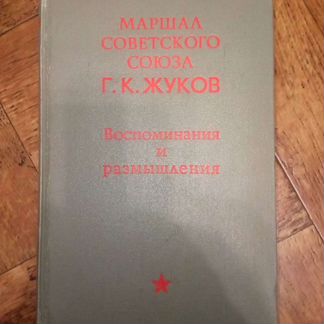 МАРШАЛ
СОВЕТСКОГО
СОЮЗА
Г. К. ЖУКОВ
Воспоминания
и
размышления